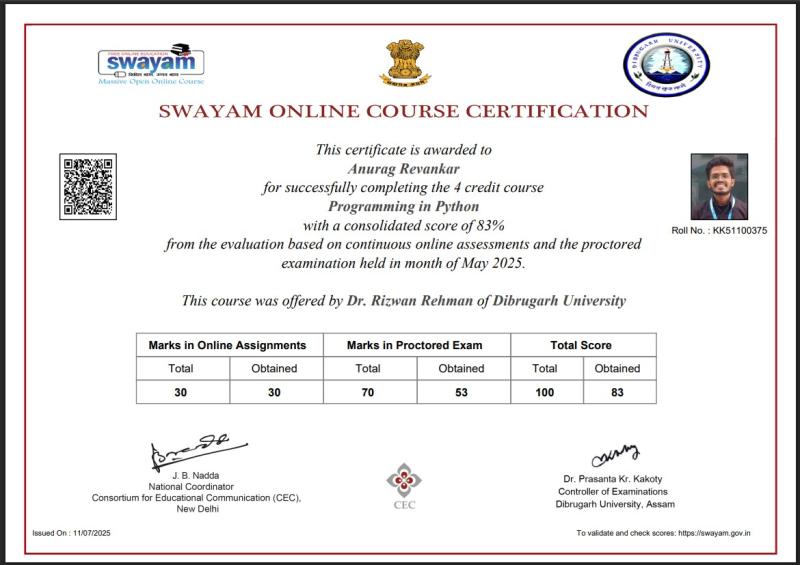 FREE ONLINE EDUCATION
swayam
शिक्षित भारत, उन्नत भारत
Massive Open Online Course
DIBRUGARH UNIVERSITY
SWAYAM ONLINE COURSE CERTIFICATION
This certificate is awarded to
Anurag Revankar
for successfully completing the 4 credit course
Programming in Python
with a consolidated score of 83%
from the evaluation based on continuous online assessments and the proctored
examination held in month of May 2025.
Roll No. : KK51100375
This course was offered by Dr. Rizwan Rehman of Dibrugarh University
Marks in Online Assignments Marks in Proctored Exam Total Score
Total Obtained Total Obtained Total Obtained
30 30 70 53 100 83
J. B. Nadda
National Coordinator
Consortium for Educational Communication (CEC),
New Delhi
CEC
Dr. Prasanta Kr. Kakoty
Controller of Examinations
Dibrugarh University, Assam
Issued On : 11/07/2025
To validate and check scores: https://swayam.gov.in